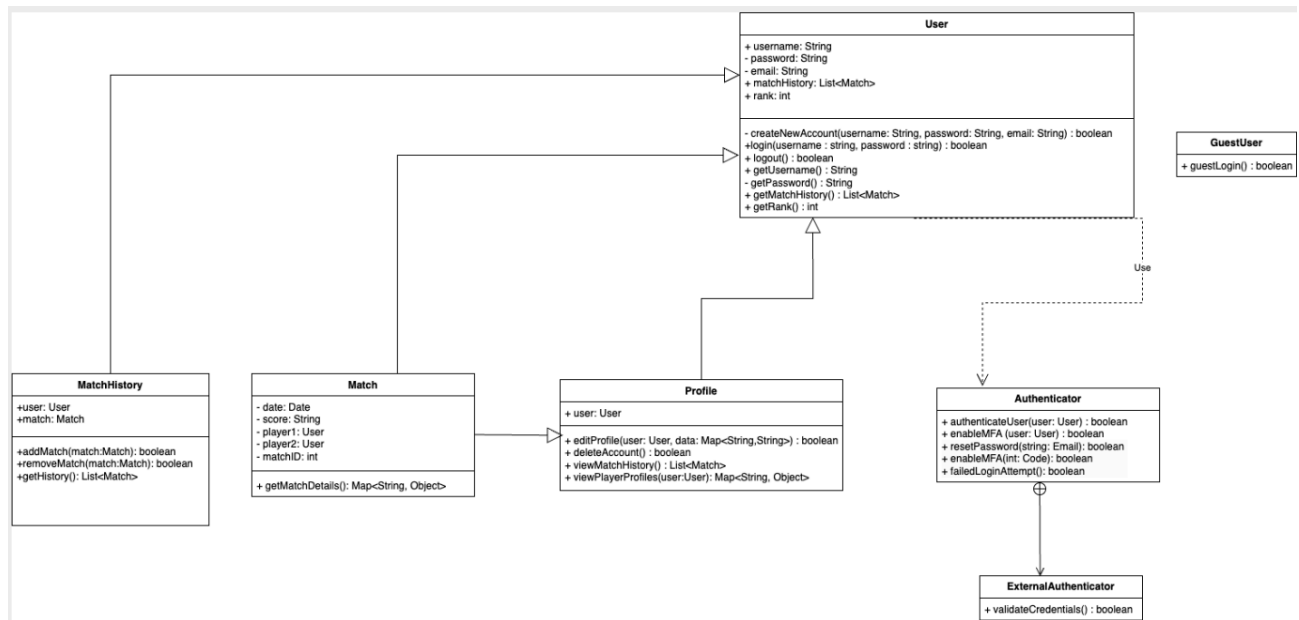 User
+ username: String
- password: String
- email: String
+ matchHistory: List<Match>
+ rank: int
- createNewAccount(username: String, password: String, email: String) : boolean
+login(username : string, password : string) : boolean
+ logout() : boolean
+ getUsername() : String
- getPassword() : String
+ getMatchHistory() : List<Match>
+ getRank() : int
GuestUser
+ guestLogin() : boolean
Use
MatchHistory
+user: User
+match: Match
+addMatch(match:Match): boolean
+removeMatch(match:Match): boolean
+getHistory(): List<Match>
Match
- date: Date
- score: String
- player1: User
- player2: User
- matchID: int
+ getMatchDetails(): Map<String, Object>
Profile
+ user: User
+ editProfile(user: User, data: Map<String,String>) : boolean
+ deleteAccount() : boolean
+ viewMatchHistory() : List<Match>
+ viewPlayerProfiles(user:User): Map<String, Object>
Authenticator
+ authenticateUser(user: User) : boolean
+ enableMFA (user: User) : boolean
+ resetPassword(string: Email): boolean
+ enableMFA(int: Code): boolean
+ failedLoginAttempt(): boolean
ExternalAuthenticator
+ validateCredentials() : boolean